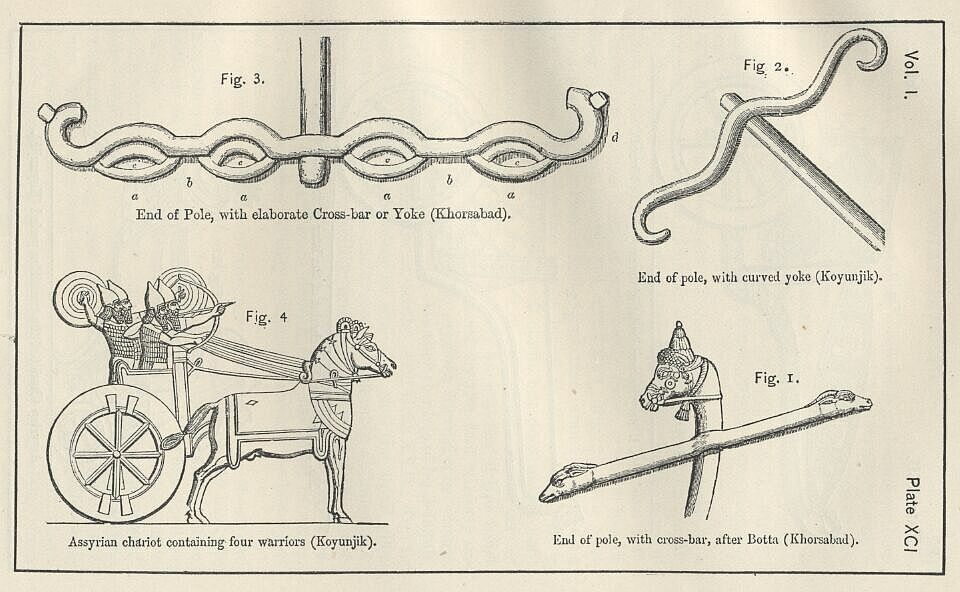 Vol. I.
Fig. 3.
c
c
c
c
d
b
b
a
a
a
a
End of Pole, with elaborate Cross-bar or Yoke (Khorsabad).
Fig 2.
End of pole, with curved yoke (Koyunjik).
Fig. 4
Assyrian chariot containing four warriors (Koyunjik).
Fig. 1.
End of pole, with cross-bar, after Botta (Khorsabad).
Plate XCI